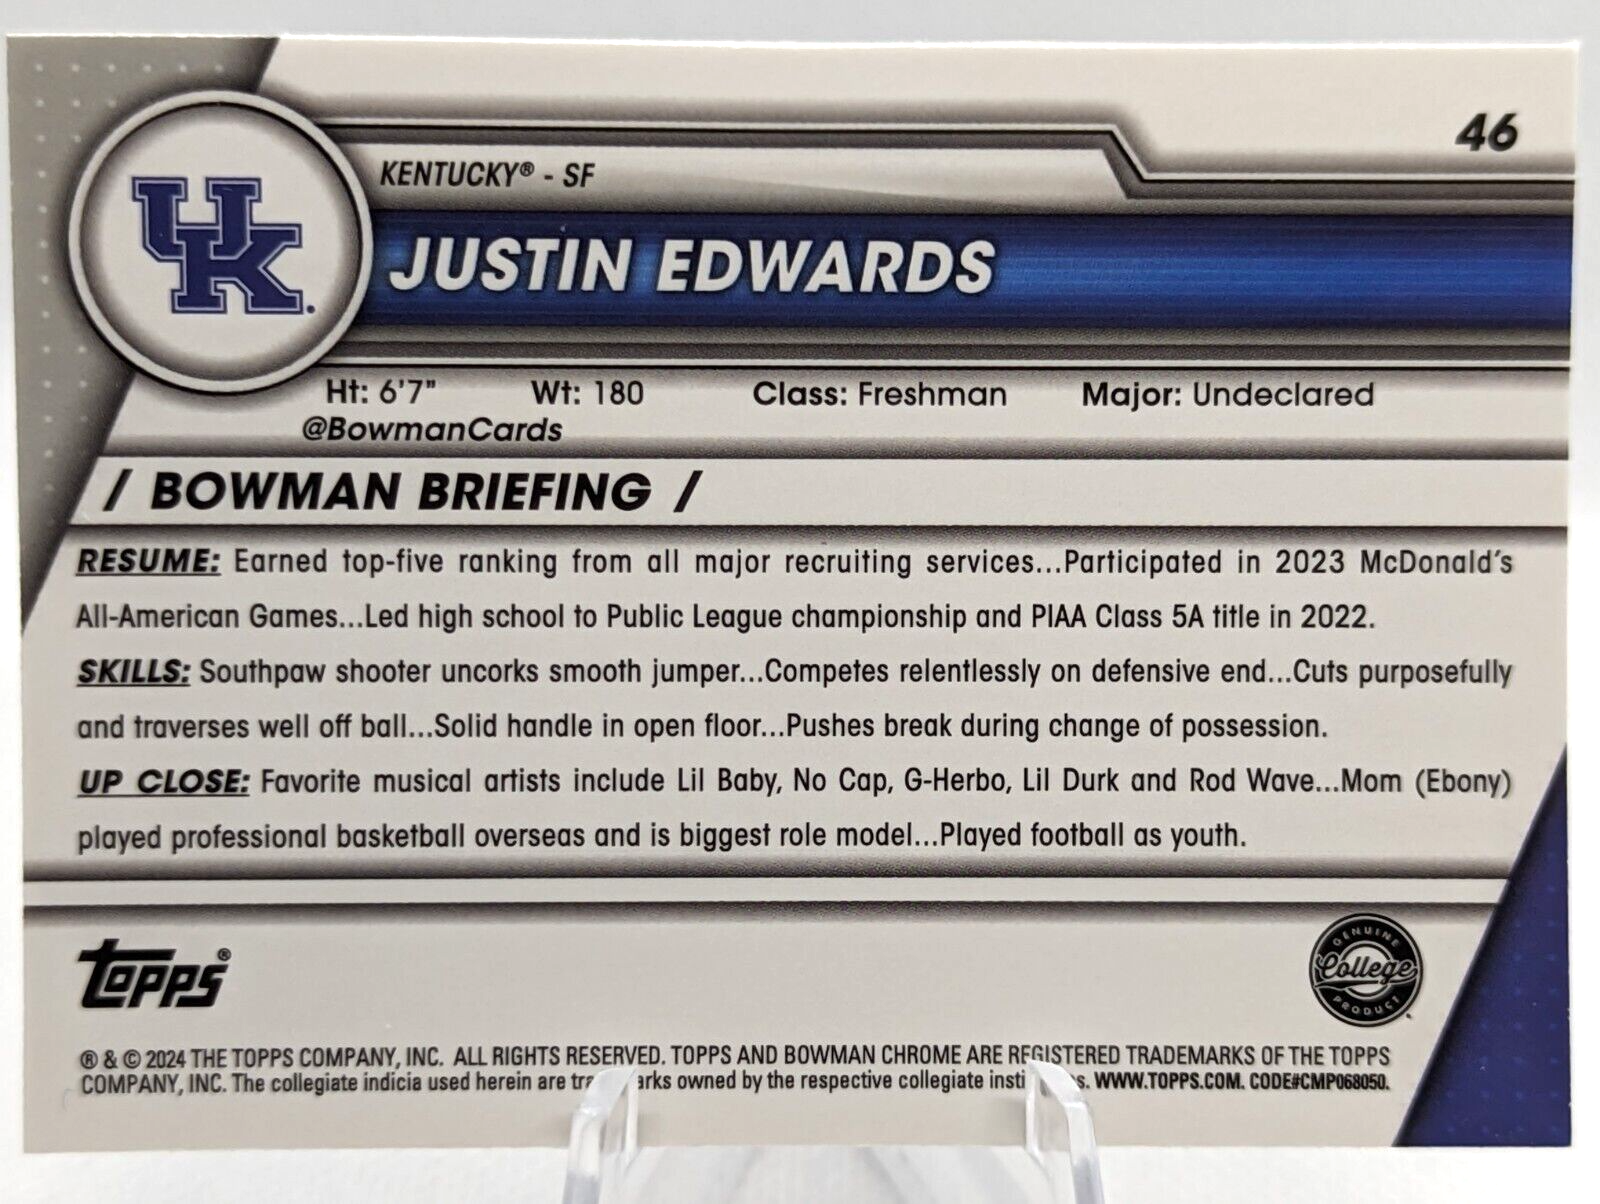 46
UK.
KENTUCKY® - SF
JUSTIN EDWARDS
Ht: 6'7" Wt: 180 Class: Freshman Major: Undeclared
@BowmanCards
/ BOWMAN BRIEFING /
RESUME: Earned top-five ranking from all major recruiting services...Participated in 2023 McDonald's
All-American Games...Led high school to Public League championship and PIAA Class 5A title in 2022.
SKILLS: Southpaw shooter uncorks smooth jumper...Competes relentlessly on defensive end...Cuts purposefully
and traverses well off ball...Solid handle in open floor...Pushes break during change of possession.
UP CLOSE: Favorite musical artists include Lil Baby, No Cap, G-Herbo, Lil Durk and Rod Wave...Mom (Ebony)
played professional basketball overseas and is biggest role model...Played football as youth.
topps®
GENUINE
College
PRODUCT
® & © 2024 THE TOPPS COMPANY, INC. ALL RIGHTS RESERVED. TOPPS AND BOWMAN CHROME ARE REGISTERED TRADEMARKS OF THE TOPPS
COMPANY, INC. The collegiate indicia used herein are owned by the respective collegiate WWW.TOPPS.COM. CODE#CMP068050.